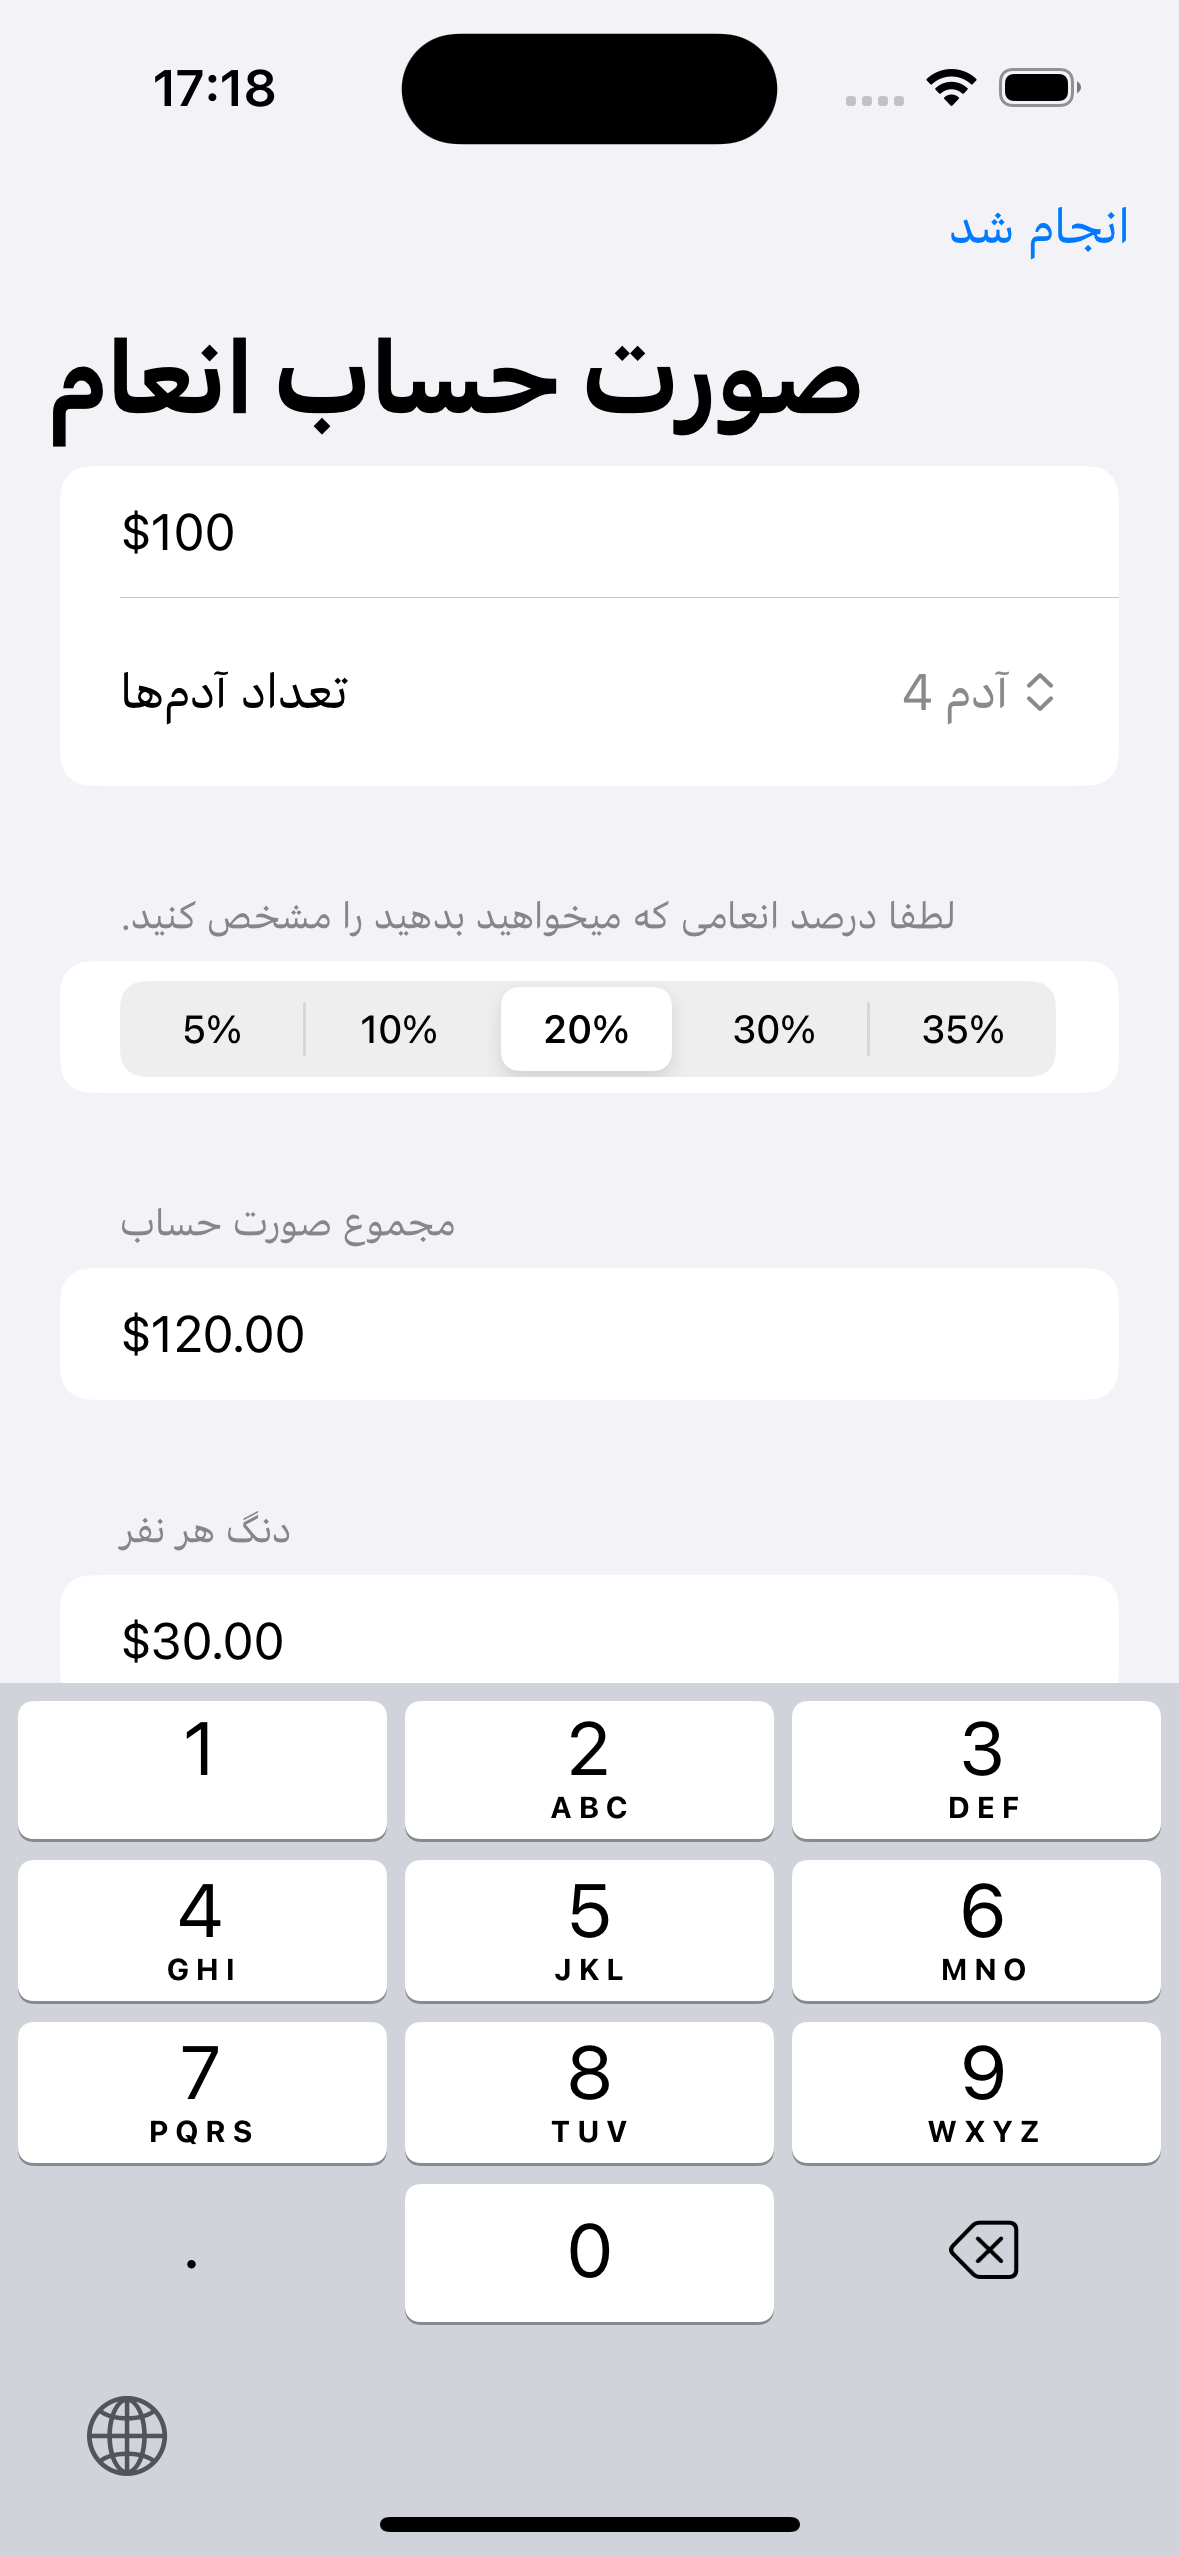 17:18
انجام شد
صورت حساب انعام
$100
تعداد آدم‌ها
آدم 4
لطفا درصد انعامی که میخواهید بدهید را مشخص کنید.
5% 10% 20% 30% 35%
مجموع صورت حساب
$120.00
دنگ هر نفر
$30.00
1
2
ABC
3
DEF
4
GHI
5
JKL
6
MNO
7
PQRS
8
TUV
9
WXYZ
.
0